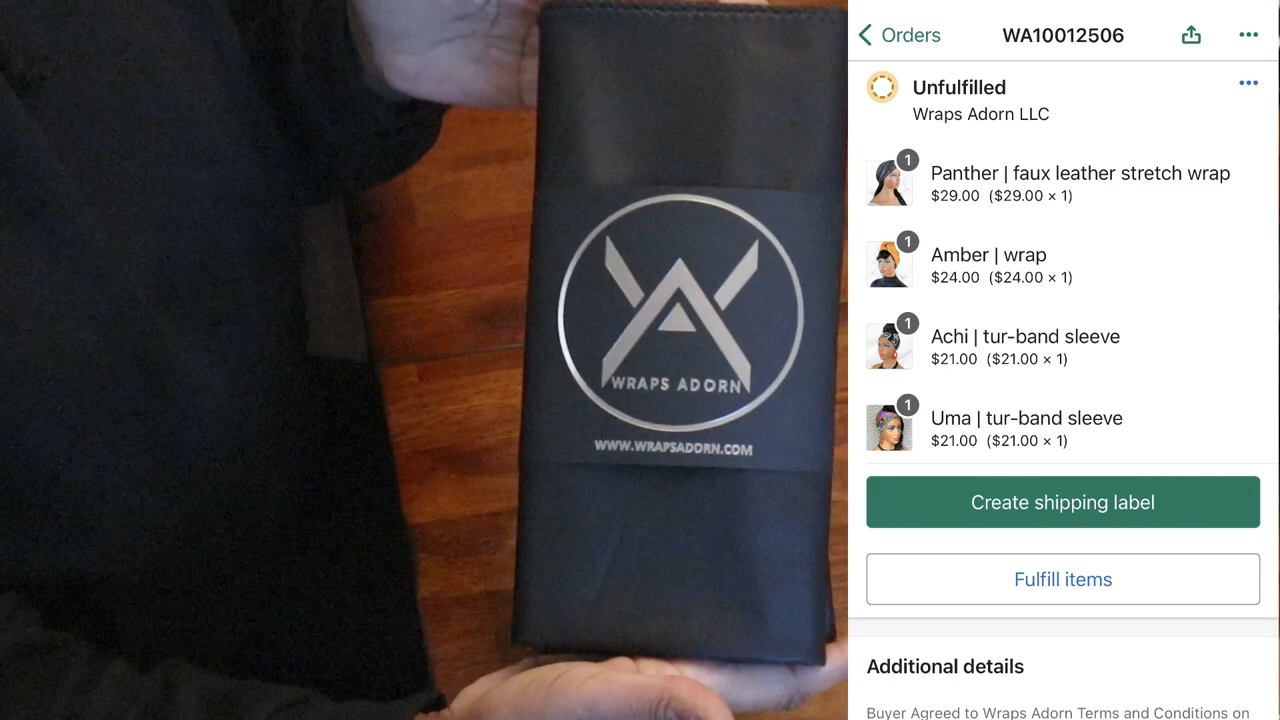 WRAPS ADORN
WWW.WRAPSADORN.COM
Orders
WA10012506
Unfulfilled
Wraps Adorn LLC
1
Panther | faux leather stretch wrap
$29.00 ($29.00 × 1)
1
Amber | wrap
$24.00 ($24.00 × 1)
1
Achi | tur-band sleeve
$21.00 ($21.00 × 1)
1
Uma | tur-band sleeve
$21.00 ($21.00 × 1)
Create shipping label
Fulfill items
Additional details
Buyer Agreed to Wraps Adorn Terms and Conditions on